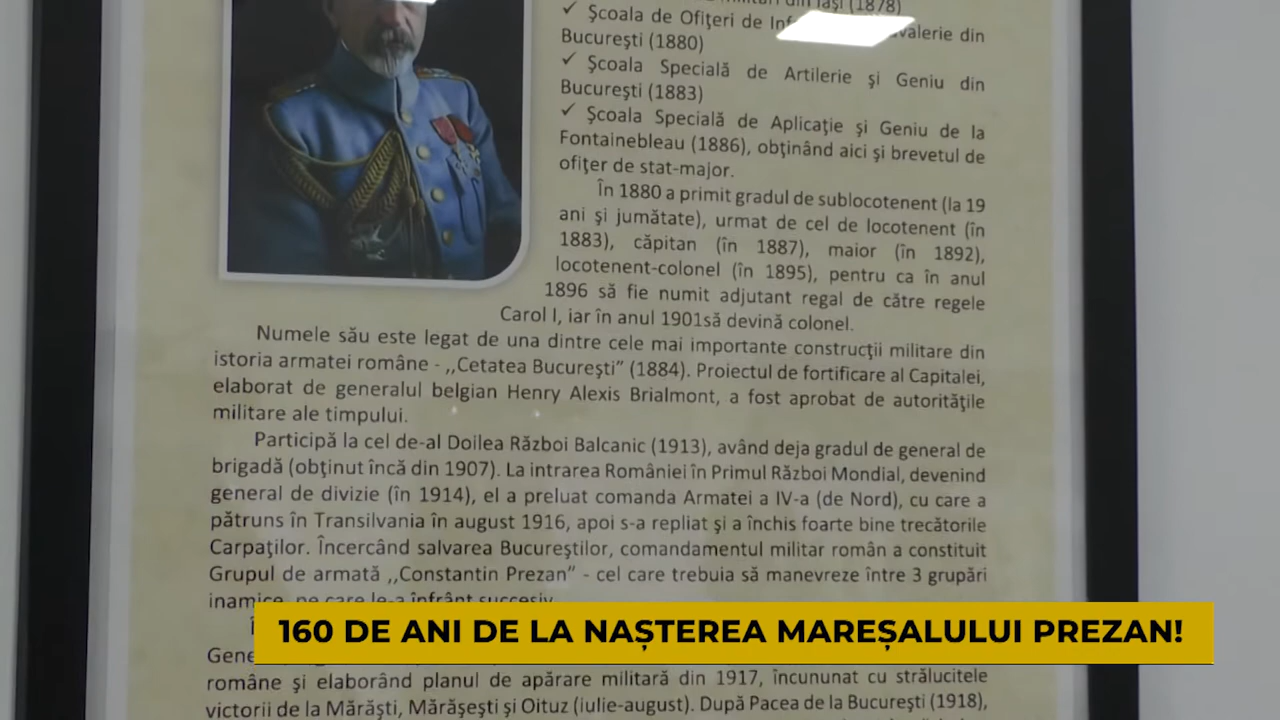 din Iaşi (1878)
✓ Şcoala de Ofiţeri de din
Bucureşti (1880)
✓ Şcoala Specială de Artilerie şi Geniu din
Bucureşti (1883)
✓ Şcoala Specială de Aplicaţie şi Geniu de la
Fontainebleau (1886), obţinând aici şi brevetul de
ofiţer de stat-major.
În 1880 a primit gradul de sublocotenent (la 19
ani şi jumătate), urmat de cel de locotenent (în
1883), căpitan (în 1887), maior (în 1892),
locotenent-colonel (în 1895), pentru ca în anul
1896 să fie numit adjutant regal de către regele
Carol I, iar în anul 1901să devină colonel.
Numele său este legat de una dintre cele mai importante construcţii militare din
istoria armatei române - ,,Cetatea Bucureşti” (1884). Proiectul de fortificare al Capitalei,
elaborat de generalul belgian Henry Alexis Brialmont, a fost aprobat de autorităţile
militare ale timpului.
Participă la cel de-al Doilea Război Balcanic (1913), având deja gradul de general de
brigadă (obţinut încă din 1907). La intrarea României în Primul Război Mondial, devenind
general de divizie (în 1914), el a preluat comanda Armatei a IV-a (de Nord), cu care a
pătruns în Transilvania în august 1916, apoi s-a repliat şi a închis foarte bine trecătorile
Carpaţilor. Încercând salvarea Bucureştilor, comandamentul militar român a constituit
Grupul de armată ,,Constantin Prezan” - cel care trebuia să manevreze între 3 grupări
inamice, pe care le-a înfrânt succesiv.
160 DE ANI DE LA NAȘTEREA MAREȘALULUI PREZAN!
române şi elaborând planul de apărare militară din 1917, încununat cu strălucitele
victorii de la Mărăşti, Mărăşeşti şi Oituz (iulie-august). După Pacea de la Bucureşti (1918),